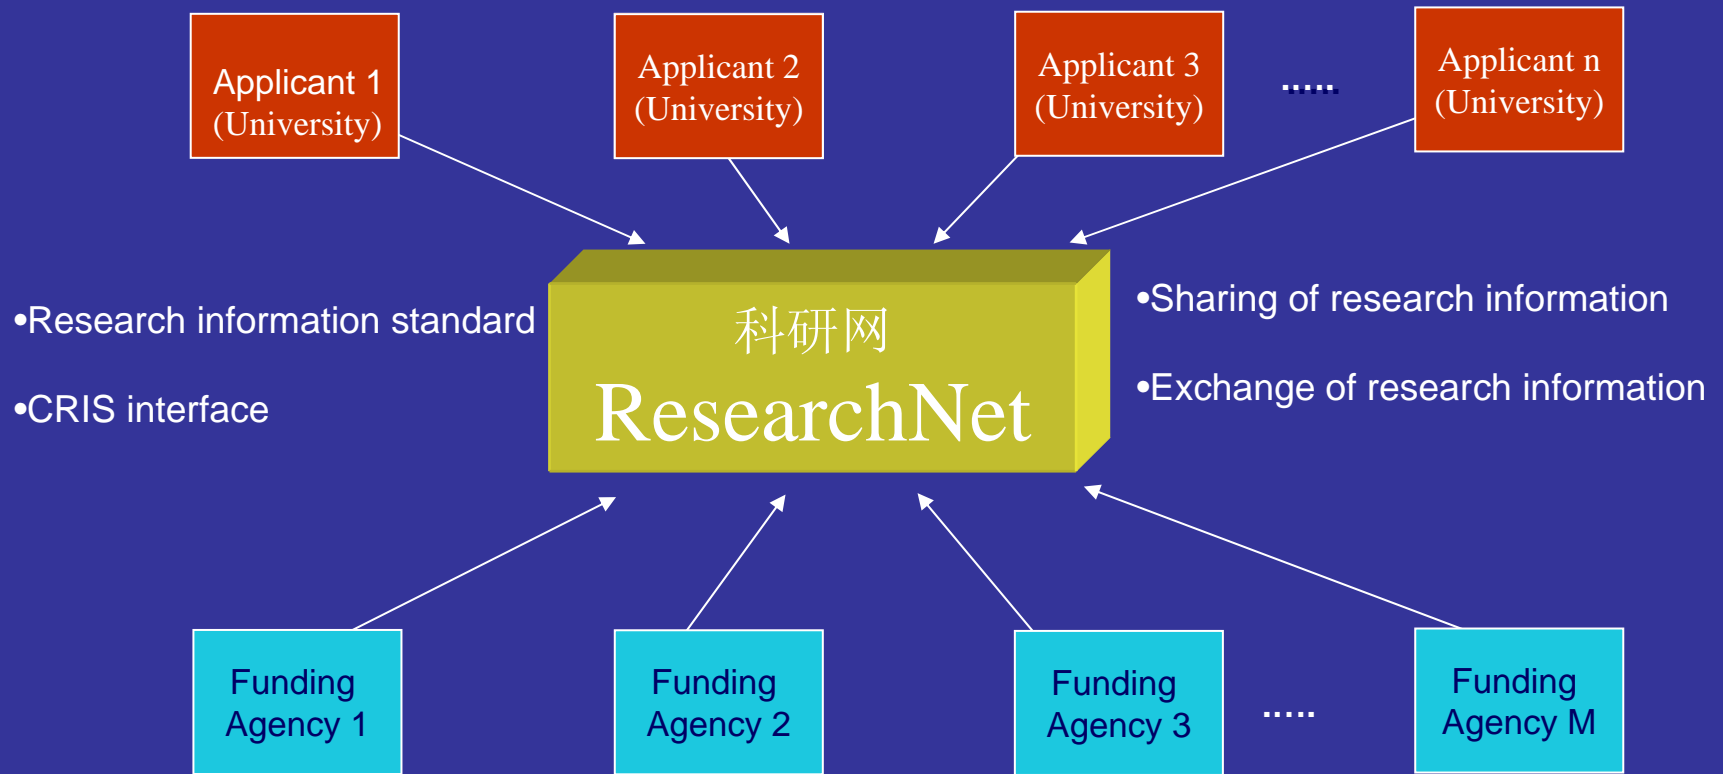 Applicant 1
(University)
Applicant 2
(University)
Applicant 3
(University)
.....
Applicant n
(University)
•Research information standard
•CRIS interface
科研网
ResearchNet
•Sharing of research information
•Exchange of research information
Funding
Agency 1
Funding
Agency 2
Funding
Agency 3
.....
Funding
Agency M